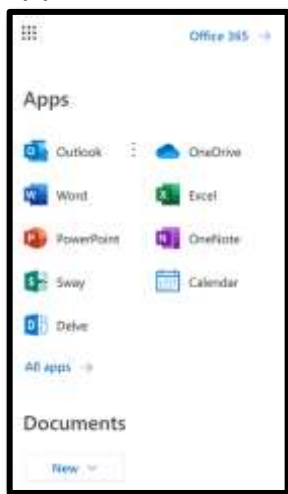 Office 365 →
Apps
Outlook OneDrive
Word Excel
PowerPoint OneNote
Sway Calendar
Delve
All apps →
Documents
New